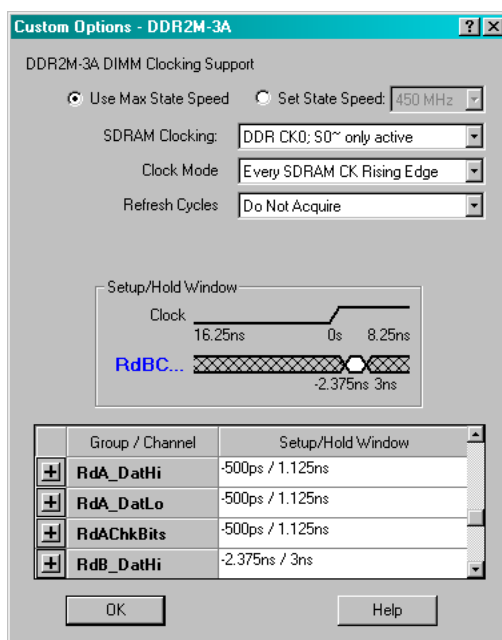 Custom Options - DDR2M-3A
DDR2M-3A DIMM Clocking Support
Use Max State Speed Set State Speed: 450 MHz
SDRAM Clocking: DDR CK0; S0~ only active
Clock Mode Every SDRAM CK Rising Edge
Refresh Cycles Do Not Acquire
Setup/Hold Window
Clock
16.25ns 0s 8.25ns
RdBC...
-2.375ns 3ns
Group / Channel Setup/Hold Window
RdA_DatHi -500ps / 1.125ns
RdA_DatLo -500ps / 1.125ns
RdAChkBits -500ps / 1.125ns
RdB_DatHi -2.375ns / 3ns
OK Help